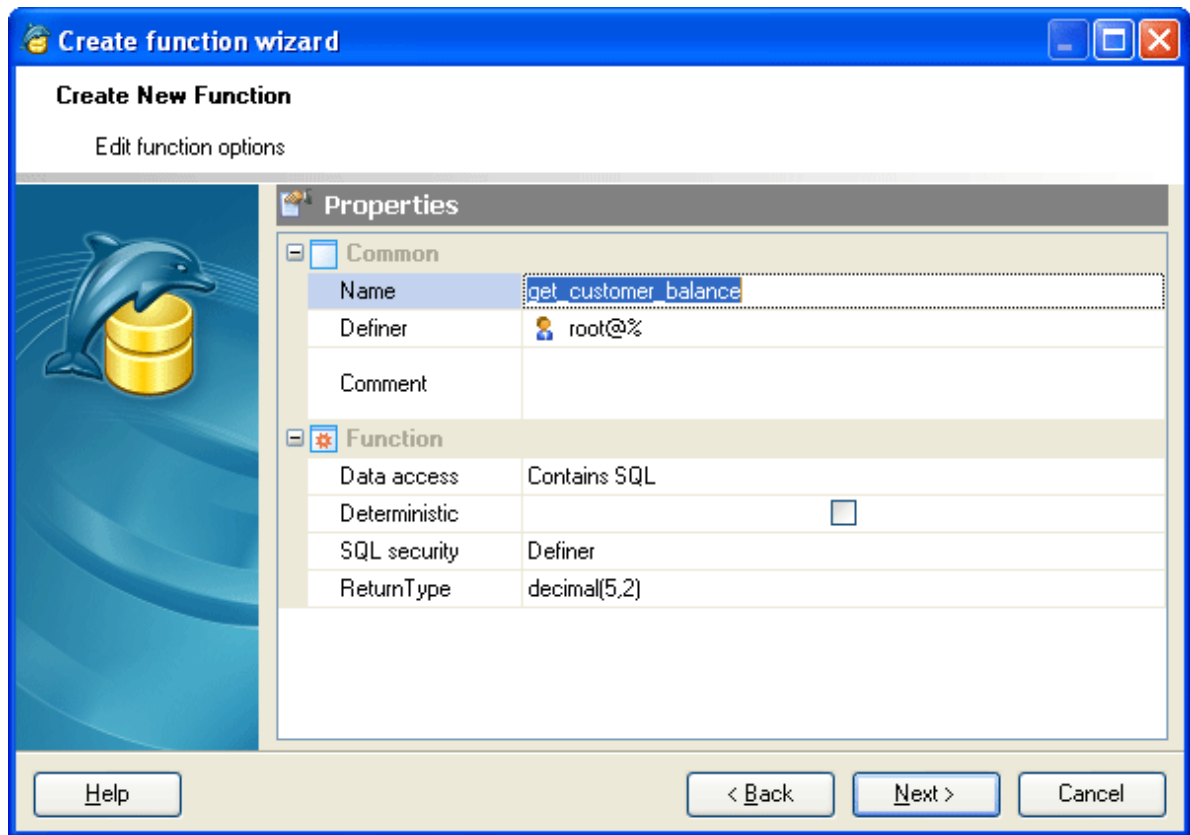 Create function wizard
Create New Function
Edit function options
Properties
Common
Name get_customer_balance
Definer root@%
Comment
Function
Data access Contains SQL
Deterministic
SQL security Definer
ReturnType decimal(5,2)
Help < Back Next > Cancel